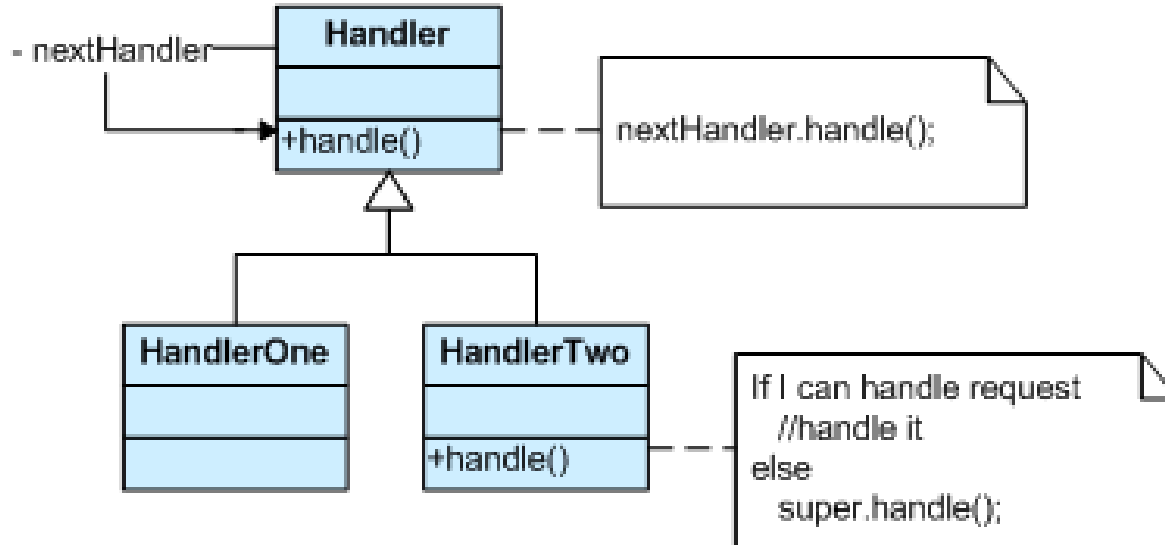 - nextHandler
Handler
+handle()
nextHandler.handle();
HandlerOne
HandlerTwo
+handle()
If I can handle request
//handle it
else
super.handle();